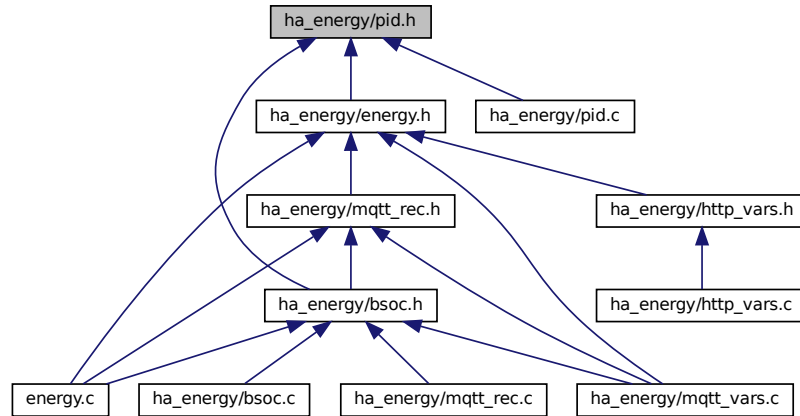 ha_energy/pid.h
ha_energy/energy.h
ha_energy/pid.c
ha_energy/mqtt_rec.h
ha_energy/http_vars.h
ha_energy/bsoc.h
ha_energy/http_vars.c
energy.c
ha_energy/bsoc.c
ha_energy/mqtt_rec.c
ha_energy/mqtt_vars.c